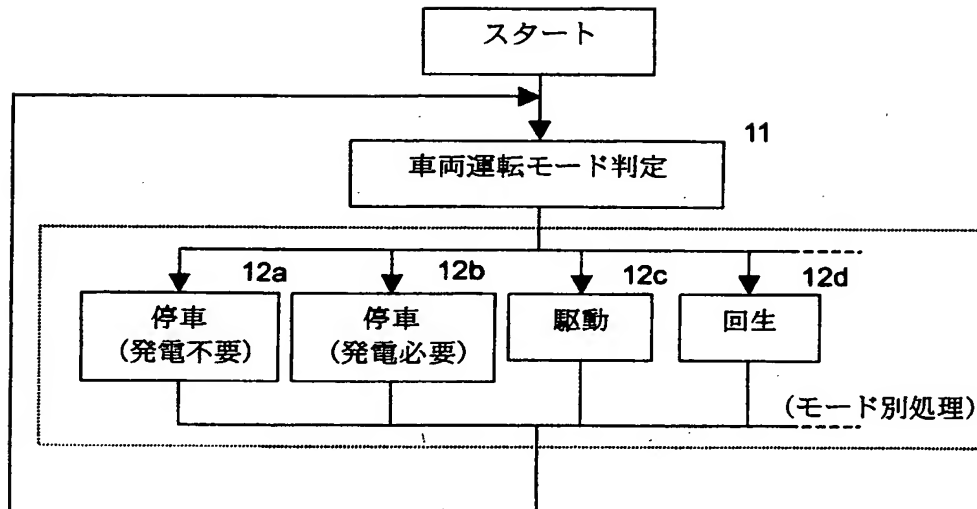 スタート
11
車両運転モード判定
12a
12b
12c
12d
停車
(発電不要)
停車
(発電必要)
駆動
回生
(モード別処理)